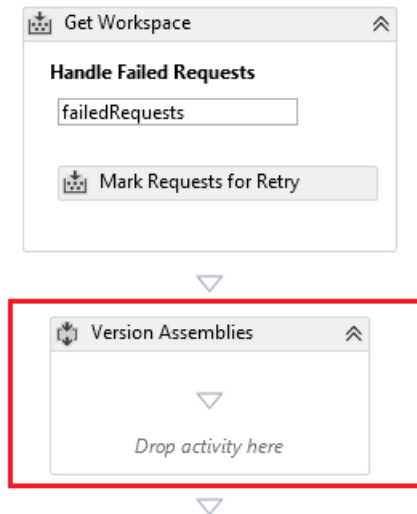 Get Workspace
Handle Failed Requests
failedRequests
Mark Requests for Retry
Version Assemblies
Drop activity here